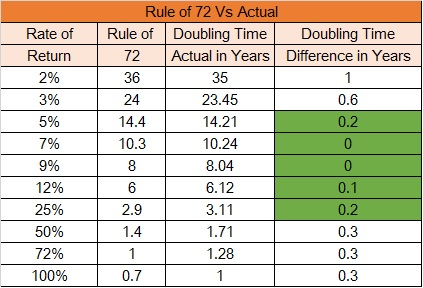 Rule of 72 Vs Actual
Rate of Return Rule of 72 Doubling Time Actual in Years Doubling Time Difference in Years
2% 36 35 1
3% 24 23.45 0.6
5% 14.4 14.21 0.2
7% 10.3 10.24 0
9% 8 8.04 0
12% 6 6.12 0.1
25% 2.9 3.11 0.2
50% 1.4 1.71 0.3
72% 1 1.28 0.3
100% 0.7 1 0.3